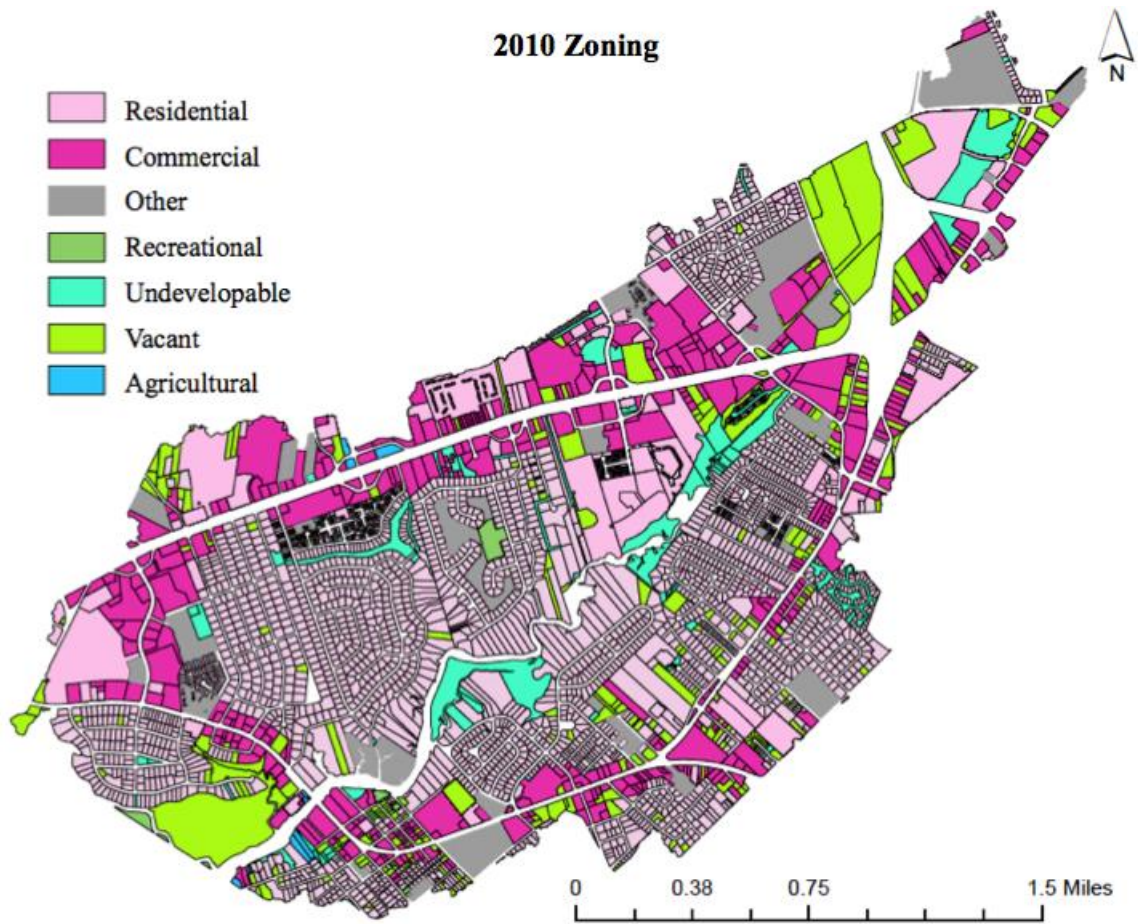 2010 Zoning
N
Residential
Commercial
Other
Recreational
Undevelopable
Vacant
Agricultural
0 0.38 0.75 1.5 Miles